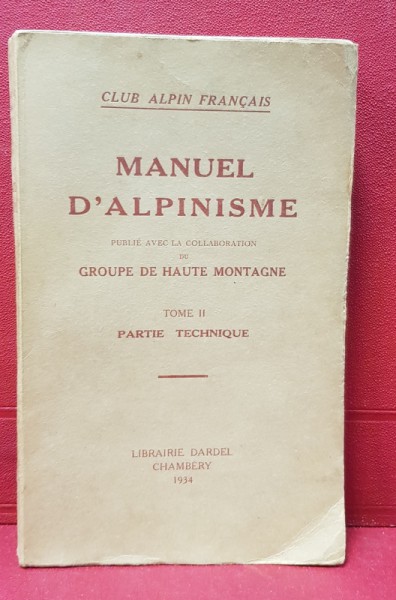 CLUB ALPIN FRANÇAIS
MANUEL
D'ALPINISME
PUBLIÉ AVEC LA COLLABORATION
DU
GROUPE DE HAUTE MONTAGNE
TOME II
PARTIE TECHNIQUE
LIBRAIRIE DARDEL
CHAMBÉRY
1934